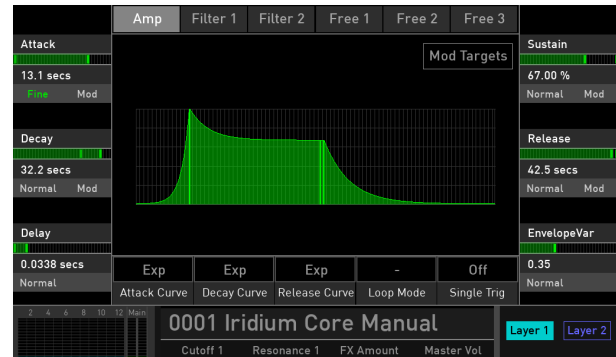 Amp Filter 1 Filter 2 Free 1 Free 2 Free 3
Mod Targets
Attack
13.1 secs
Fine Mod
Decay
32.2 secs
Normal Mod
Delay
0.0338 secs
Normal
Sustain
67.00 %
Normal Mod
Release
42.5 secs
Normal Mod
EnvelopeVar
0.35
Normal
Exp Exp Exp - Off
Attack Curve Decay Curve Release Curve Loop Mode Single Trig
2 4 6 8 10 12 Main
0001 Iridium Core Manual
Cutoff 1 Resonance 1 FX Amount Master Vol
Layer 1 Layer 2